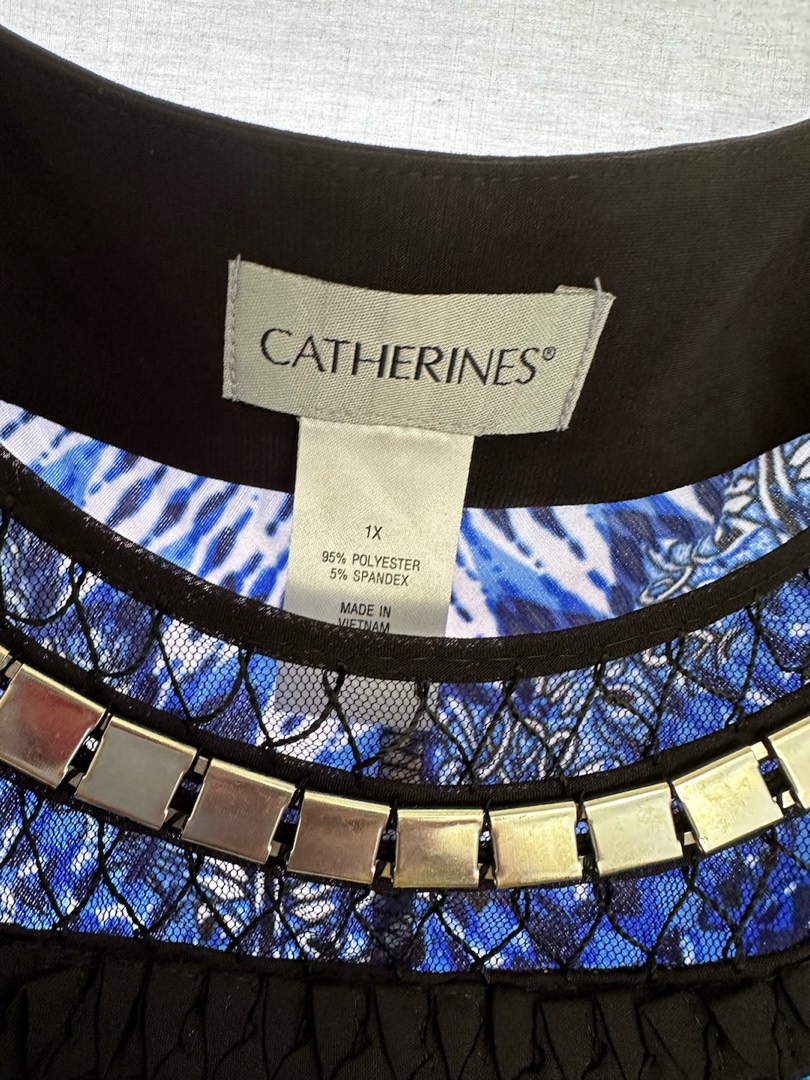 CATHERINES®
1X
95% POLYESTER
5% SPANDEX
MADE IN
VIETNAM